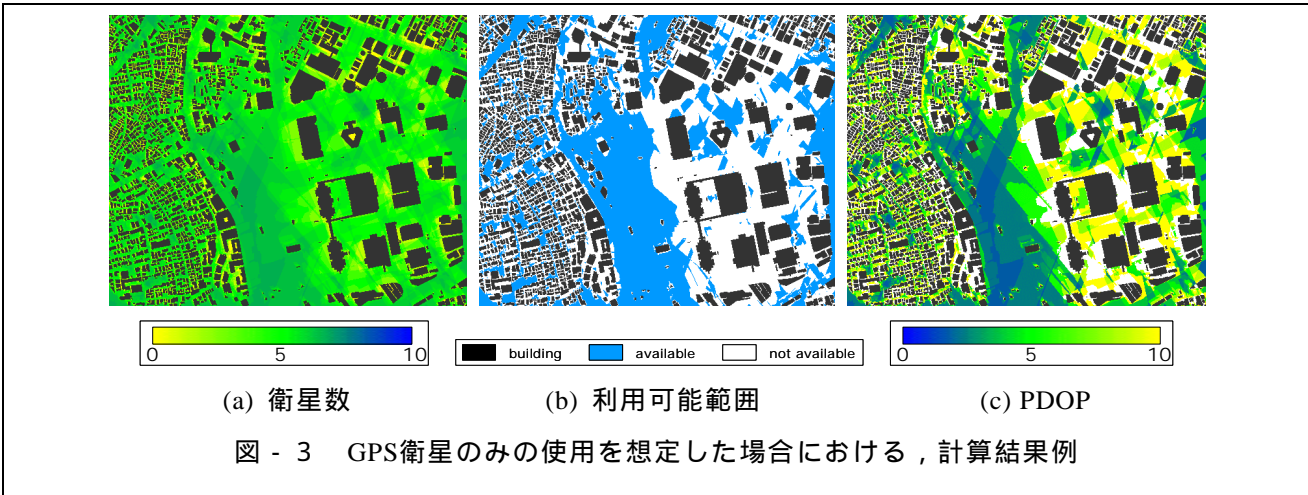 0 5 10
building available not available
0 5 10
(a) 衛星数
(b) 利用可能範囲
(c) PDOP
図 - 3 GPS衛星のみの使用を想定した場合における , 計算結果例